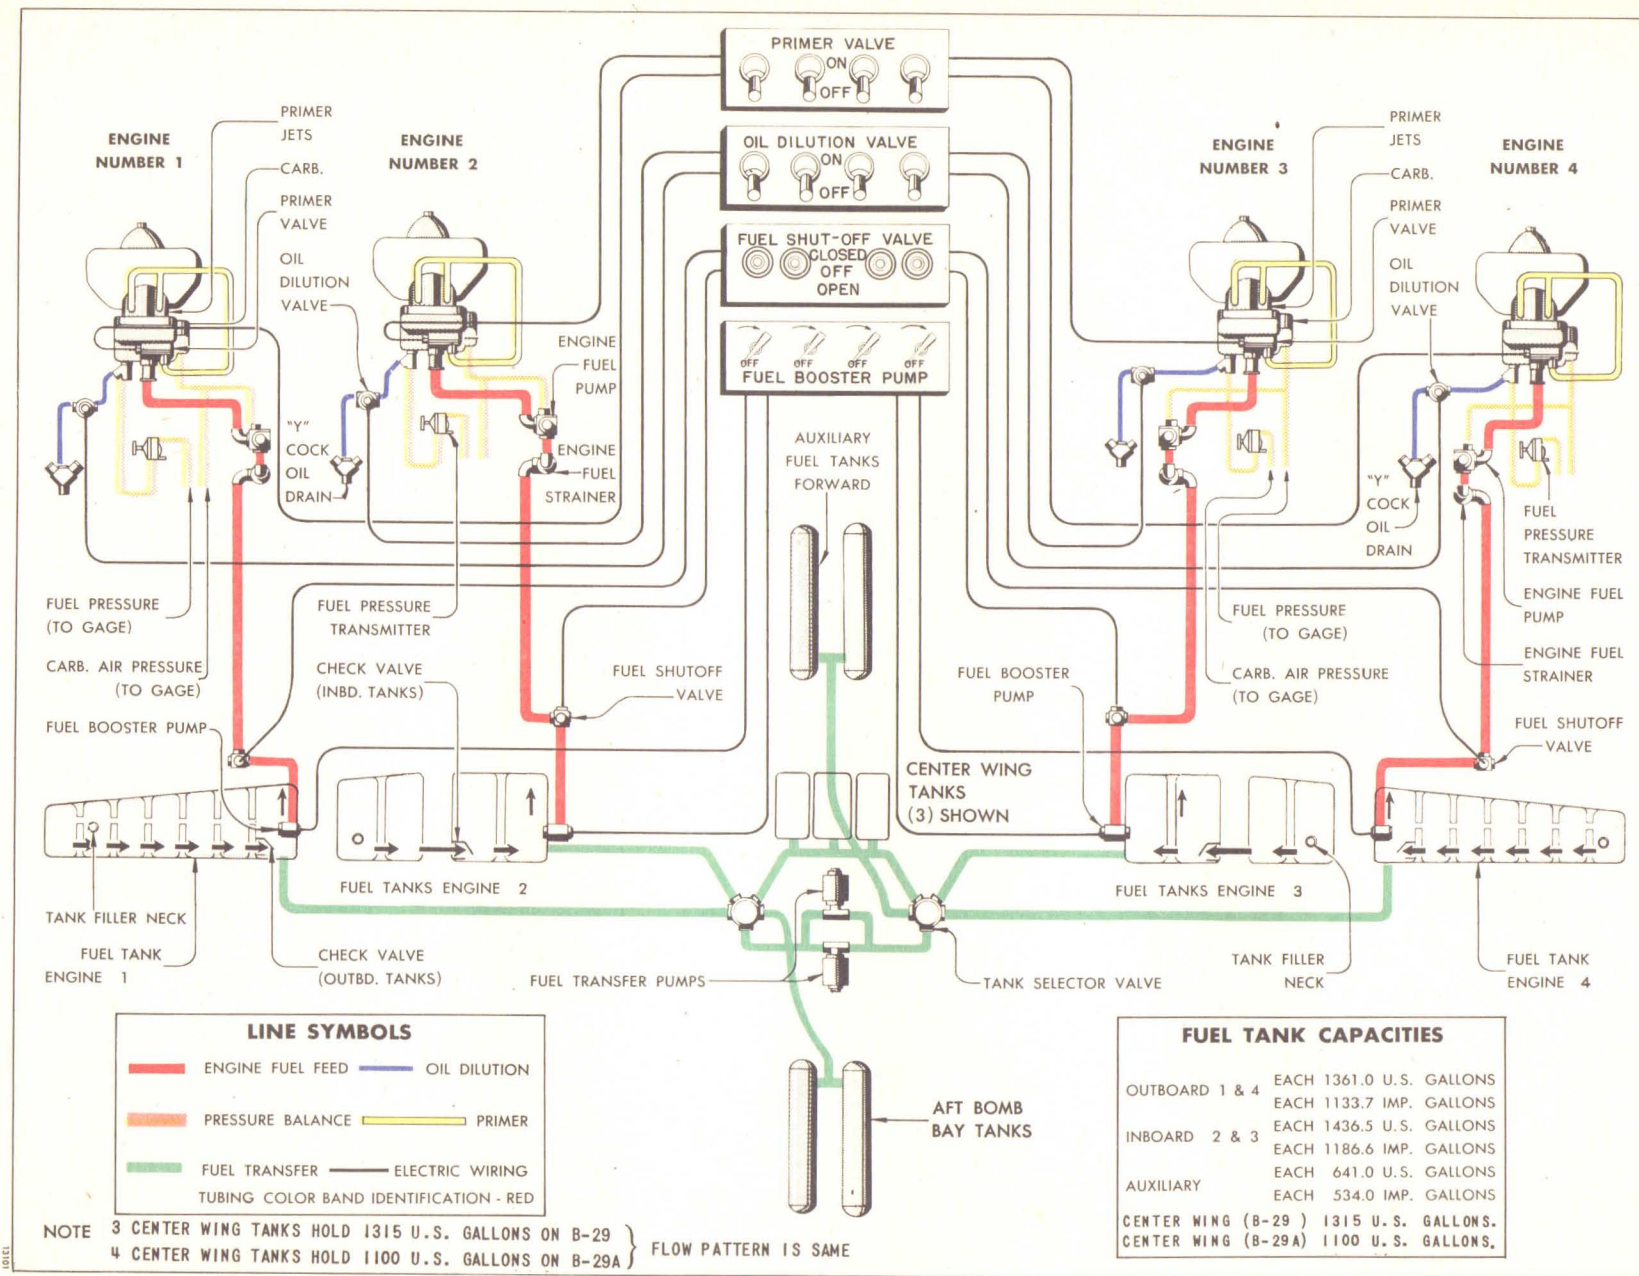 PRIMER VALVE
ON
OFF
OIL DILUTION VALVE
ON
OFF
FUEL SHUT-OFF VALVE
CLOSED
OFF
OPEN
OFF OFF OFF OFF
FUEL BOOSTER PUMP
ENGINE
NUMBER 1
PRIMER
JETS
CARB.
PRIMER
VALVE
OIL
DILUTION
VALVE
ENGINE
NUMBER 2
ENGINE
FUEL
PUMP
ENGINE
FUEL
STRAINER
"Y"
COCK
OIL
DRAIN
ENGINE
NUMBER 3
PRIMER
JETS
CARB.
PRIMER
VALVE
OIL
DILUTION
VALVE
ENGINE
NUMBER 4
"Y"
COCK
OIL
DRAIN
FUEL
PRESSURE
TRANSMITTER
ENGINE FUEL
PUMP
ENGINE FUEL
STRAINER
FUEL SHUTOFF
VALVE
AUXILIARY
FUEL TANKS
FORWARD
FUEL PRESSURE
(TO GAGE)
CARB. AIR PRESSURE
(TO GAGE)
FUEL BOOSTER PUMP
FUEL PRESSURE
TRANSMITTER
CHECK VALVE
(INBD. TANKS)
FUEL SHUTOFF
VALVE
FUEL BOOSTER
PUMP
FUEL PRESSURE
(TO GAGE)
CARB. AIR PRESSURE
(TO GAGE)
CENTER WING
TANKS
(3) SHOWN
FUEL TANKS ENGINE 2
FUEL TANKS ENGINE 3
TANK FILLER NECK
FUEL TANK
ENGINE 1
CHECK VALVE
(OUTBD. TANKS)
FUEL TRANSFER PUMPS
TANK SELECTOR VALVE
TANK FILLER
NECK
FUEL TANK
ENGINE 4
AFT BOMB
BAY TANKS
LINE SYMBOLS
ENGINE FUEL FEED OIL DILUTION
PRESSURE BALANCE PRIMER
FUEL TRANSFER ELECTRIC WIRING
TUBING COLOR BAND IDENTIFICATION - RED
FUEL TANK CAPACITIES
OUTBOARD 1 & 4 EACH 1361.0 U.S. GALLONS
EACH 1133.7 IMP. GALLONS
INBOARD 2 & 3 EACH 1436.5 U.S. GALLONS
EACH 1186.6 IMP. GALLONS
AUXILIARY EACH 641.0 U.S. GALLONS
EACH 534.0 IMP. GALLONS
CENTER WING (B-29 ) 1315 U.S. GALLONS.
CENTER WING (B-29A) 1100 U.S. GALLONS.
NOTE 3 CENTER WING TANKS HOLD 1315 U.S. GALLONS ON B-29
4 CENTER WING TANKS HOLD 1100 U.S. GALLONS ON B-29A
FLOW PATTERN IS SAME
13101